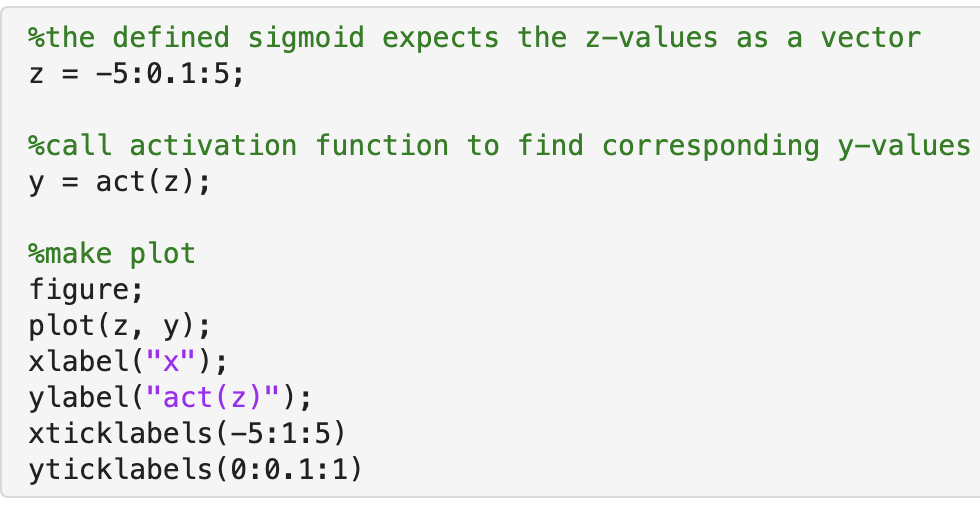 %the defined sigmoid expects the z-values as a vector
z = -5:0.1:5;
%call activation function to find corresponding y-values
y = act(z);
%make plot
figure;
plot(z, y);
xlabel("x");
ylabel("act(z)");
xticklabels(-5:1:5)
yticklabels(0:0.1:1)